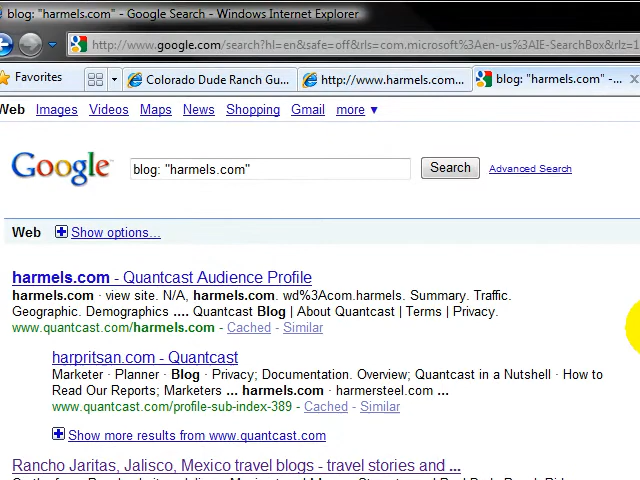 blog: "harmels.com" - Google Search - Windows Internet Explorer
http://www.google.com/search?hl=en&safe=off&rls=com.microsoft%3Aen-us%3AIE-SearchBox&rlz=1
Favorites Colorado Dude Ranch Gu... http://www.harmels.com... blog: "harmels.com" -...
Web Images Videos Maps News Shopping Gmail more ▼
Google blog: "harmels.com" Search Advanced Search
Web Show options...
harmels.com - Quantcast Audience Profile
harmels.com · view site. N/A, harmels.com. wd%3Acom.harmels. Summary. Traffic.
Geographic. Demographics .... Quantcast Blog | About Quantcast | Terms | Privacy.
www.quantcast.com/harmels.com - Cached - Similar
harpritsan.com - Quantcast
Marketer · Planner · Blog · Privacy; Documentation. Overview; Quantcast in a Nutshell · How to
Read Our Reports; Marketers ... harmels.com · harmersteel.com ...
www.quantcast.com/profile-sub-index-389 - Cached - Similar
Show more results from www.quantcast.com
Rancho Jaritas, Jalisco, Mexico travel blogs - travel stories and ...